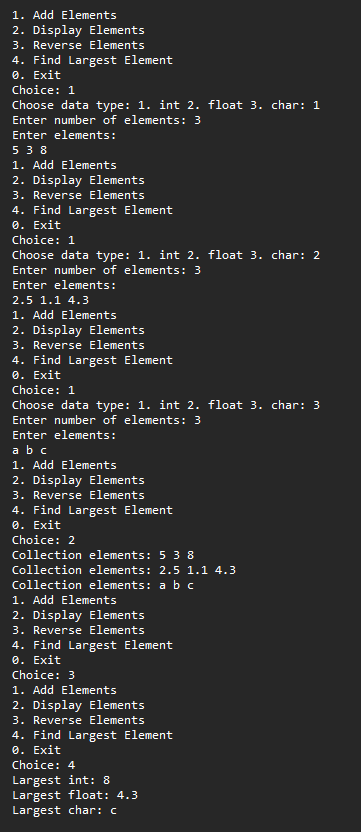 1. Add Elements
2. Display Elements
3. Reverse Elements
4. Find Largest Element
0. Exit
Choice: 1
Choose data type: 1. int 2. float 3. char: 1
Enter number of elements: 3
Enter elements:
5 3 8
1. Add Elements
2. Display Elements
3. Reverse Elements
4. Find Largest Element
0. Exit
Choice: 1
Choose data type: 1. int 2. float 3. char: 2
Enter number of elements: 3
Enter elements:
2.5 1.1 4.3
1. Add Elements
2. Display Elements
3. Reverse Elements
4. Find Largest Element
0. Exit
Choice: 1
Choose data type: 1. int 2. float 3. char: 3
Enter number of elements: 3
Enter elements:
a b c
1. Add Elements
2. Display Elements
3. Reverse Elements
4. Find Largest Element
0. Exit
Choice: 2
Collection elements: 5 3 8
Collection elements: 2.5 1.1 4.3
Collection elements: a b c
1. Add Elements
2. Display Elements
3. Reverse Elements
4. Find Largest Element
0. Exit
Choice: 3
1. Add Elements
2. Display Elements
3. Reverse Elements
4. Find Largest Element
0. Exit
Choice: 4
Largest int: 8
Largest float: 4.3
Largest char: c